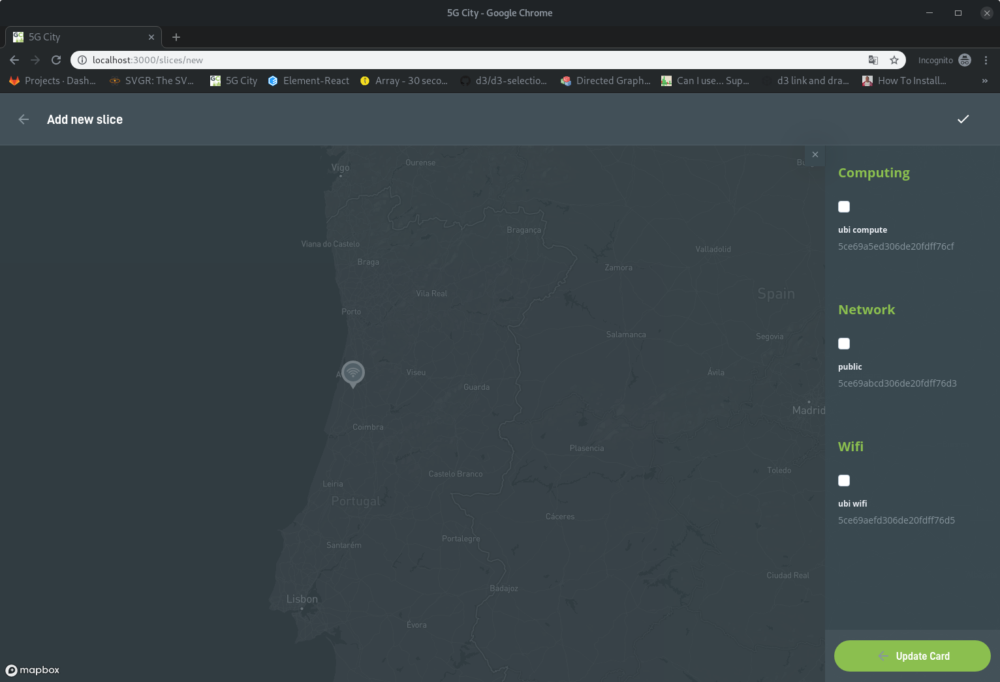 5G City - Google Chrome
5G City
localhost:3000/slices/new
Incognito
Projects · Dash...
SVGR: The SV...
5G City
Element-React
Array - 30 seco...
d3/d3-selectio...
Directed Graph...
Can I use... Sup...
d3 link and dra...
How To Install...
»
Add new slice
Vigo
Ourense
Viana do Castelo
Braga
Bragança
Valladolid
Zamora
Vila Real
Spain
Porto
Salamanca
Segovia
Viseu
Ávila
Guarda
Madrid
Coimbra
Plasencia
Castelo Branco
Toledo
Leiria
Portugal
Cáceres
Portalegre
Santarém
Ciudad Real
Badajoz
Lisbon
Évora
mapbox
Computing
ubi compute
5ce69a5ed306de20fdff76cf
Network
public
5ce69abcd306de20fdff76d3
Wifi
ubi wifi
5ce69aefd306de20fdff76d5
Update Card